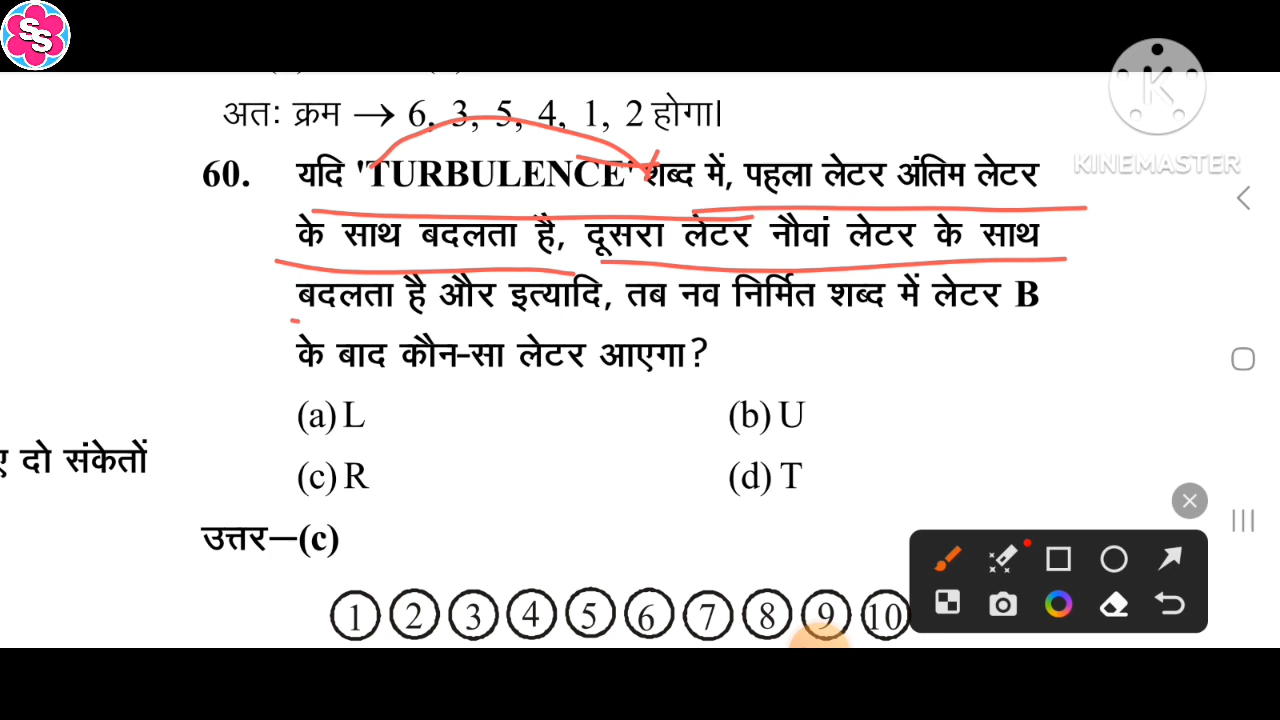 SS
अतः क्रम → 6, 3, 5, 4, 1, 2 होगा।
KINEMASTER
60. यदि 'TURBULENCE' शब्द में, पहला लेटर अंतिम लेटर
के साथ बदलता है, दूसरा लेटर नौवां लेटर के साथ
बदलता है और इत्यादि, तब नव निर्मित शब्द में लेटर B
के बाद कौन-सा लेटर आएगा?
(a) L (b) U
ए दो संकेतों
(c) R (d) T
उत्तर–(c)
1 2 3 4 5 6 7 8 9 10